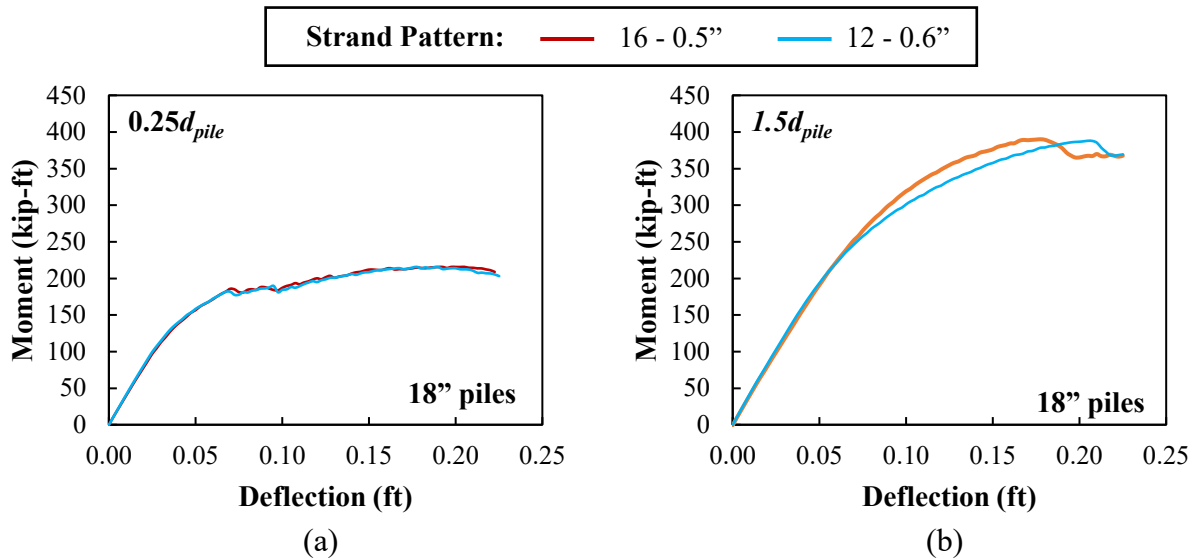 Strand Pattern: 16 - 0.5” 12 - 0.6”
0.25dpile
450
400
350
300
250
200
150
100
50
0
Moment (kip-ft)
18” piles
0.00 0.05 0.10 0.15 0.20 0.25
Deflection (ft)
(a)
1.5dpile
450
400
350
300
250
200
150
100
50
0
Moment (kip-ft)
18” piles
0.00 0.05 0.10 0.15 0.20 0.25
Deflection (ft)
(b)